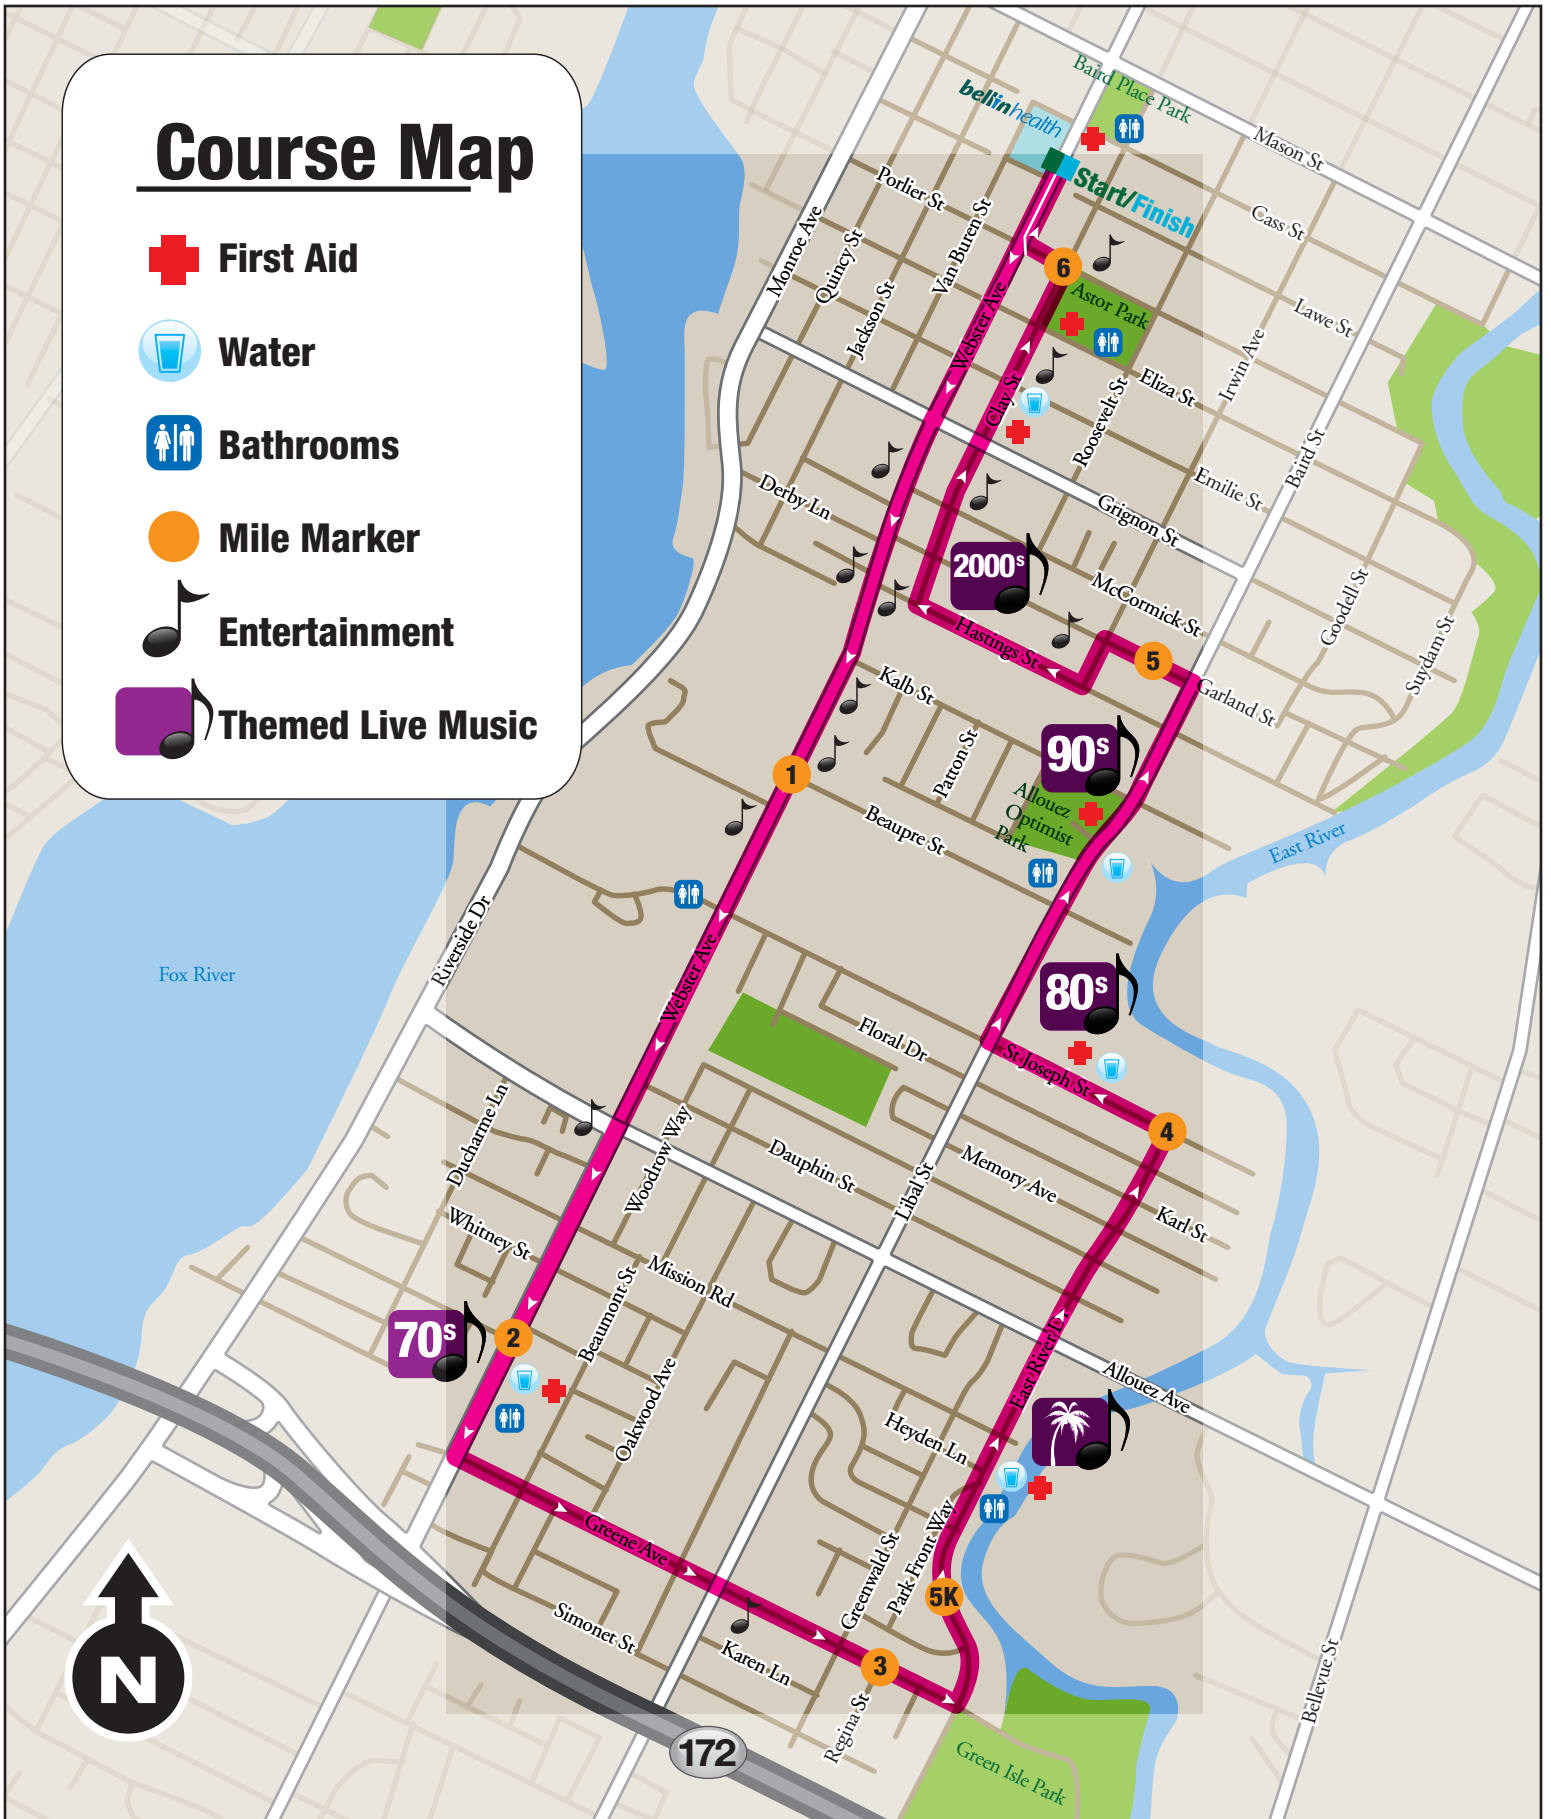 Course Map
First Aid
Water
Bathrooms
Mile Marker
Entertainment
Themed Live Music
bellinhealth
Baird Place Park
Start/Finish
Mason St
Cass St
Lawe St
Porlier St
Van Buren St
Monroe Ave
Quincy St
Jackson St
Webster Ave
6
Astor Park
Eliza St
Irwin Ave
Clay St
Roosevelt St
Baird St
Emilie St
Grignon St
Derby Ln
2000s
McCormick St
Goodell St
Suydam St
Hastings St
5
Garland St
Kalb St
Patton St
90s
1
Allouez
Optimist
Park
Beaupre St
East River
Riverside Dr
Fox River
Webster Ave
80s
Floral Dr
St Joseph St
4
Ducharme Ln
Woodrow Way
Dauphin St
Libal St
Memory Ave
Karl St
Whitney St
Mission Rd
70s
2
Beaumont St
Oakwood Ave
East River Dr
Allouez Ave
Heyden Ln
Greene Ave
Greenwald St
Park Front Way
5K
Simonet St
Karen Ln
3
Regina St
Bellevue St
N
172
Green Isle Park